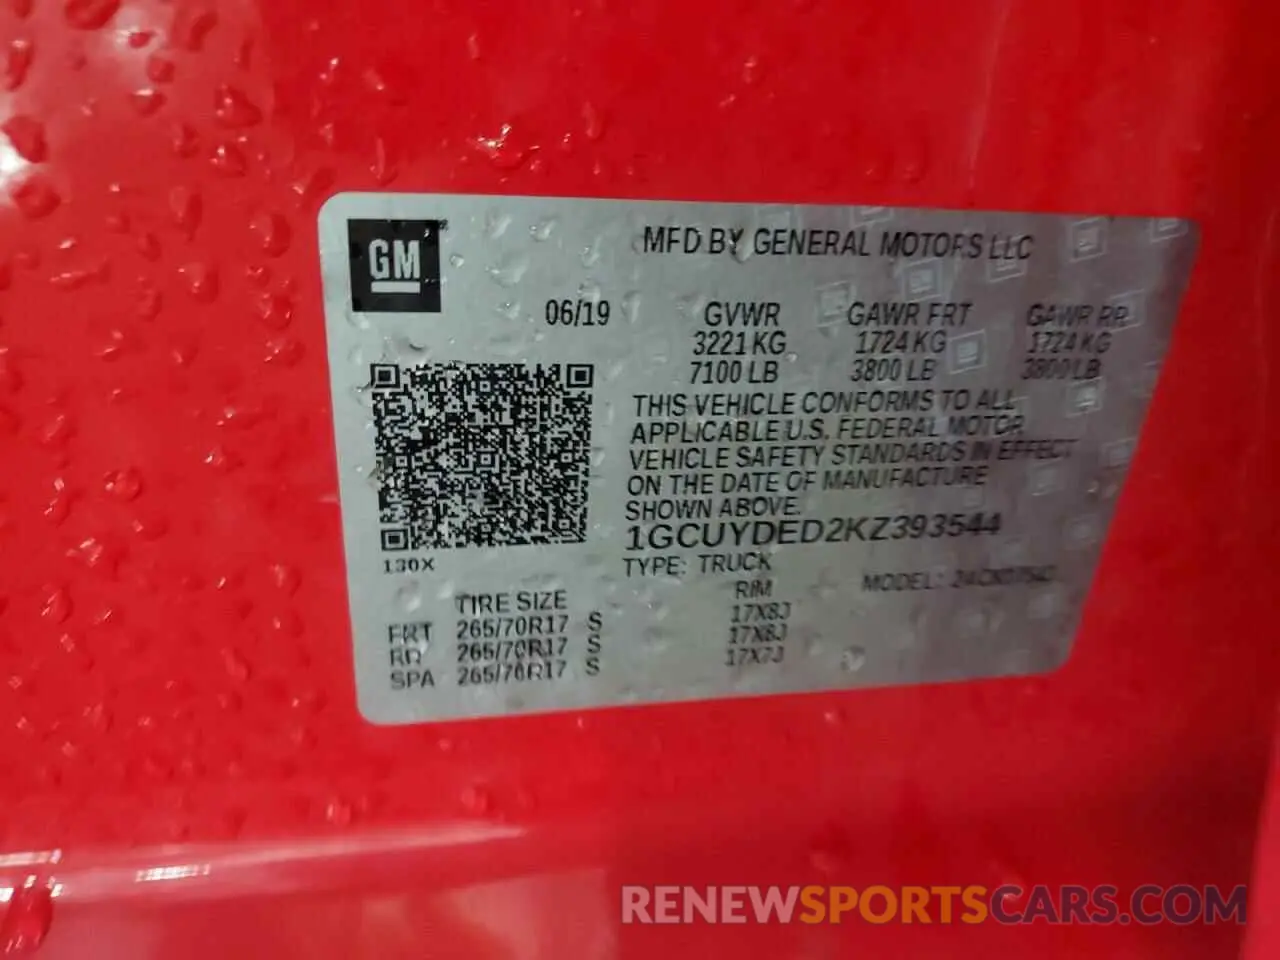 GM
MFD BY GENERAL MOTORS LLC
06/19 GVWR GAWR FRT GAWR RR
3221 KG 1724 KG 1724 KG
7100 LB 3800 LB 3800 LB
THIS VEHICLE CONFORMS TO ALL
APPLICABLE U.S. FEDERAL MOTOR
VEHICLE SAFETY STANDARDS IN EFFECT
ON THE DATE OF MANUFACTURE
SHOWN ABOVE.
1GCUYDED2KZ393544
130X
TYPE: TRUCK MODEL:
TIRE SIZE RIM
FRT 265/70R17 S 17X8J
RR 265/70R17 S 17X8J
SPA 265/70R17 S 17X7J
RENEWSPORTSCARS.COM